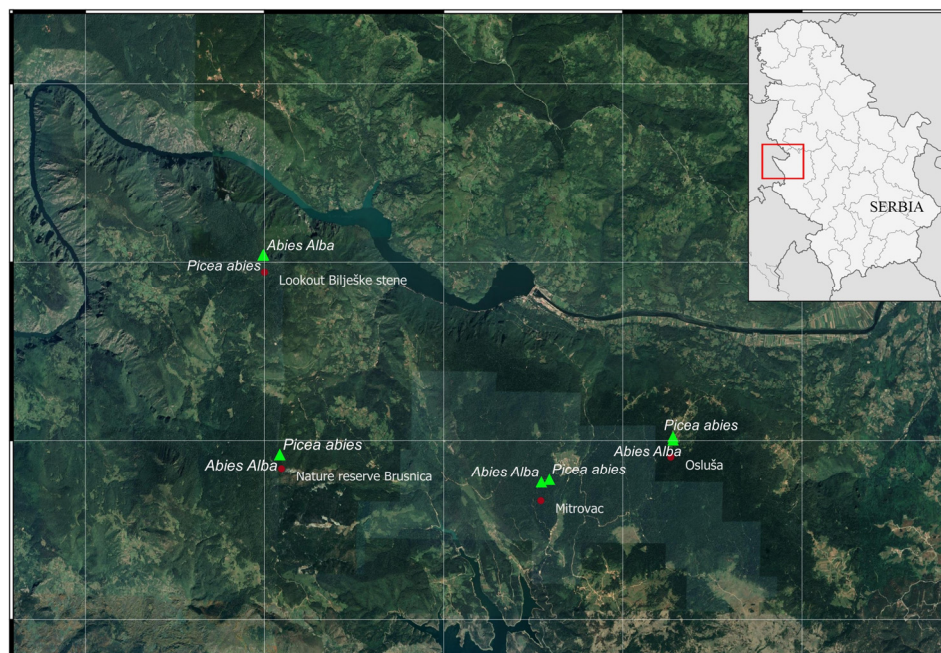 SERBIA
Abies Alba
Picea abies
Lookout Bilješke stene
Picea abies
Abies Alba
Nature reserve Brusnica
Abies Alba
Picea abies
Mitrovac
Picea abies
Abies Alba
Osluša